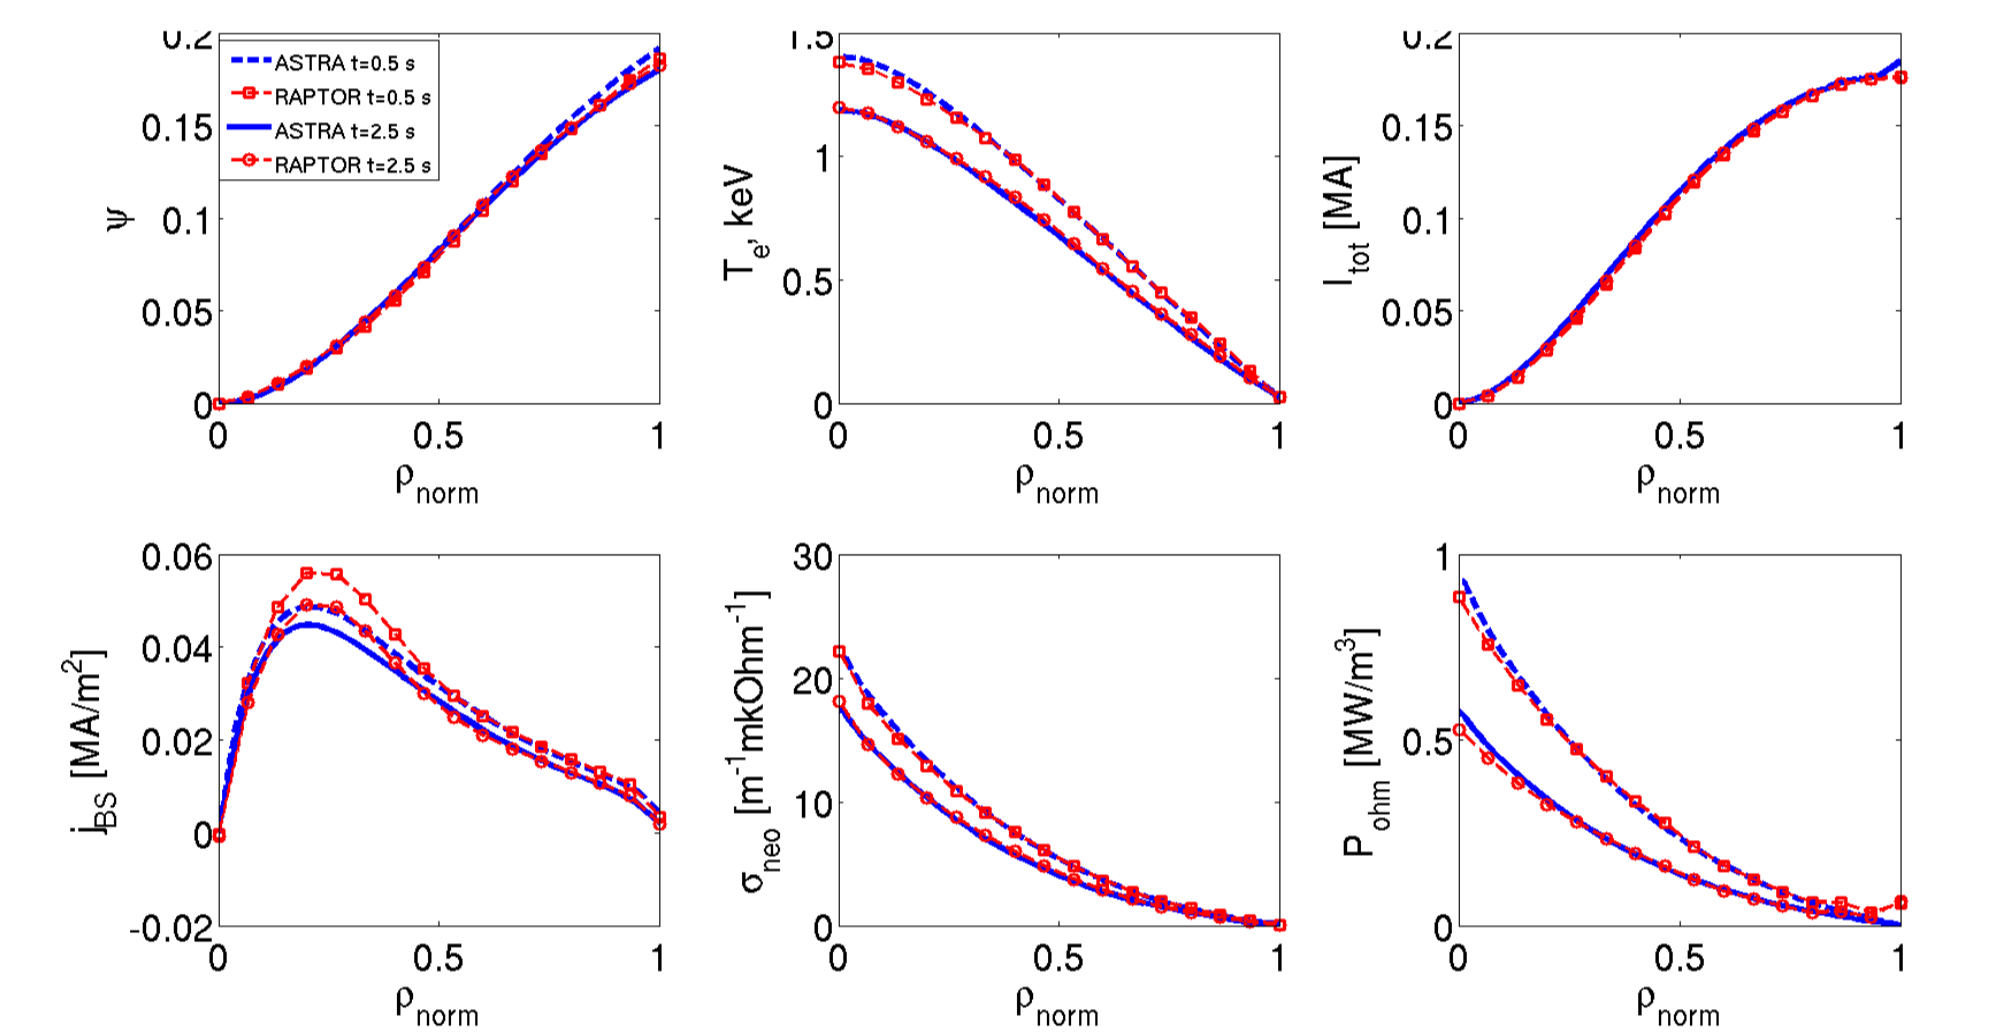 0.2
0.15
0.1
0.05
0
0
0.5
1
ψ
ρnorm
ASTRA t=0.5 s
RAPTOR t=0.5 s
ASTRA t=2.5 s
RAPTOR t=2.5 s
1.5
1
0.5
0
0
0.5
1
Te, keV
ρnorm
0.2
0.15
0.1
0.05
0
0
0.5
1
Itot [MA]
ρnorm
0.06
0.04
0.02
0
-0.02
0
0.5
1
jBS [MA/m2]
ρnorm
30
20
10
0
0
0.5
1
σneo [m-1mkOhm-1]
ρnorm
1
0.5
0
0
0.5
1
Pohm [MW/m3]
ρnorm